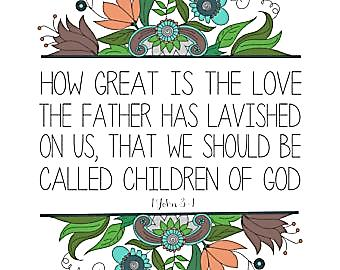 HOW GREAT IS THE LOVE
THE FATHER HAS LAVISHED
ON US, THAT WE SHOULD BE
CALLED CHILDREN OF GOD
1 John 3:1